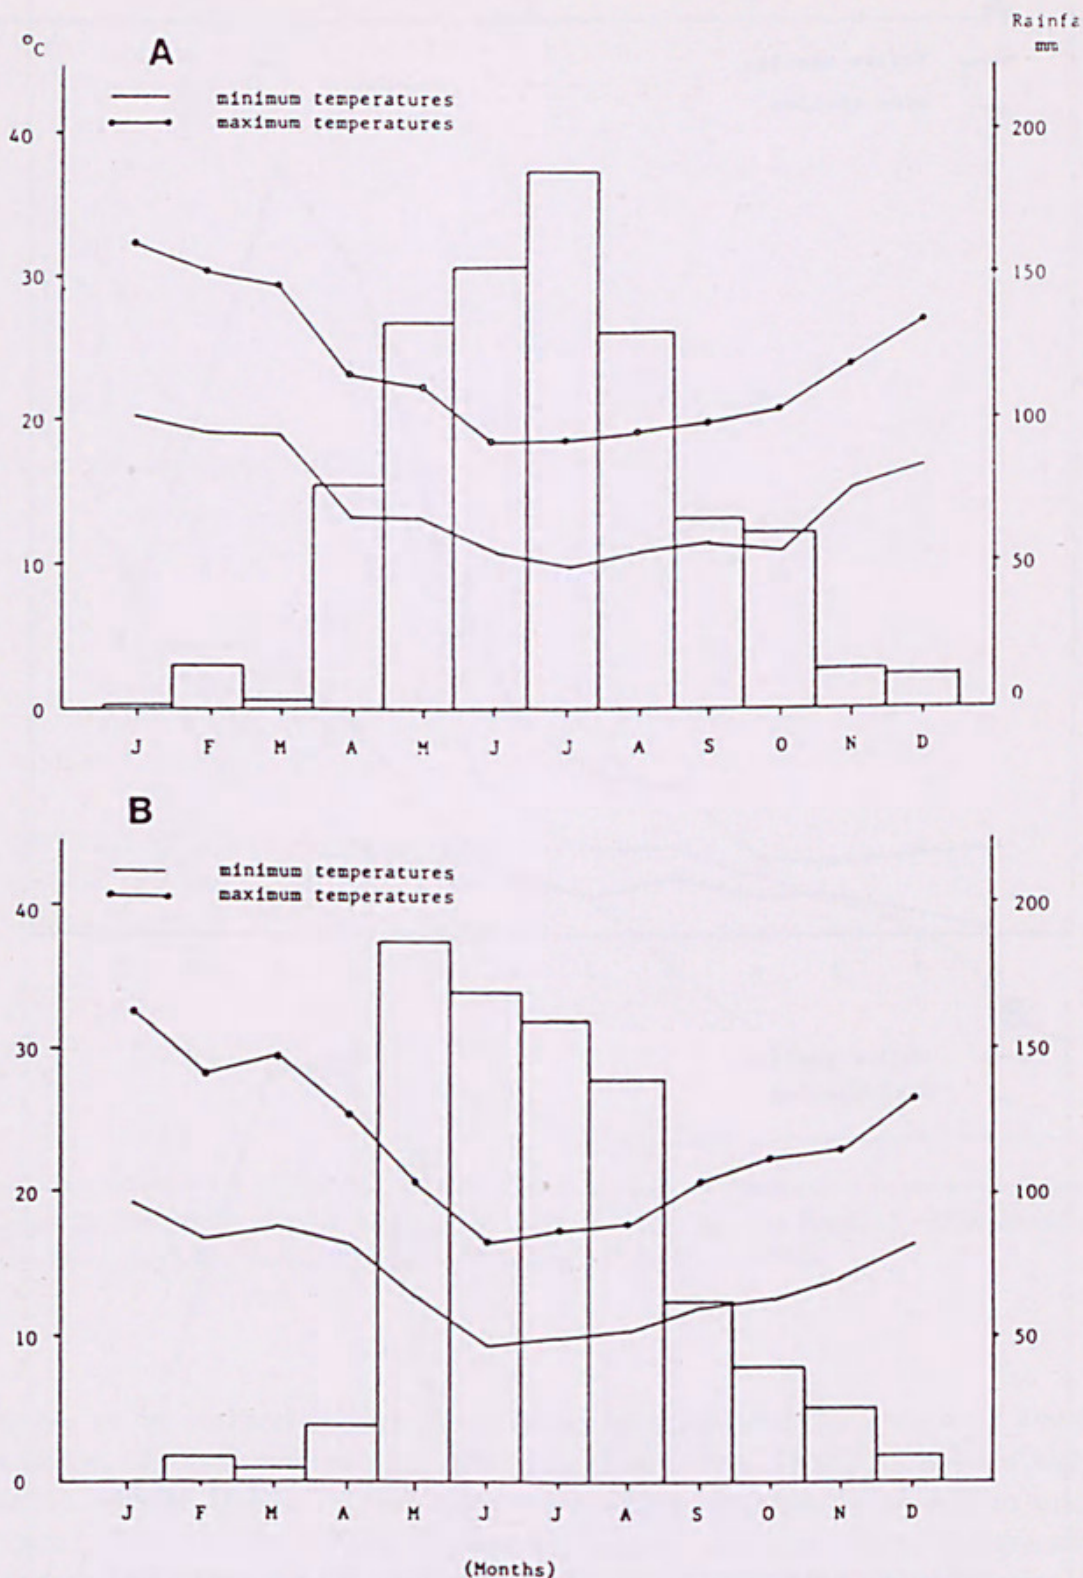 Rainfa
°C
mm
A
minimum temperatures
maximum temperatures
40
200
30
150
20
100
10
50
0
0
J F M A M J J A S O N D
B
minimum temperatures
maximum temperatures
40
200
30
150
20
100
10
50
0
J F M A M J J A S O N D
(Months)